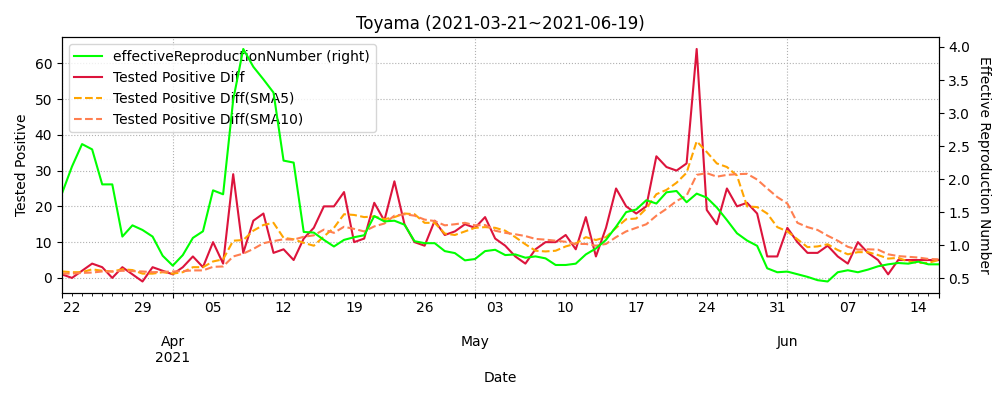 Toyama (2021-03-21~2021-06-19)
effectiveReproductionNumber (right)
Tested Positive Diff
Tested Positive Diff(SMA5)
Tested Positive Diff(SMA10)
Tested Positive
60
50
40
30
20
10
0
4.0
3.5
3.0
2.5
2.0
1.5
1.0
0.5
Effective Reproduction Number
22 29 05 12 19 26 03 10 17 24 31 07 14
Apr May Jun
2021
Date